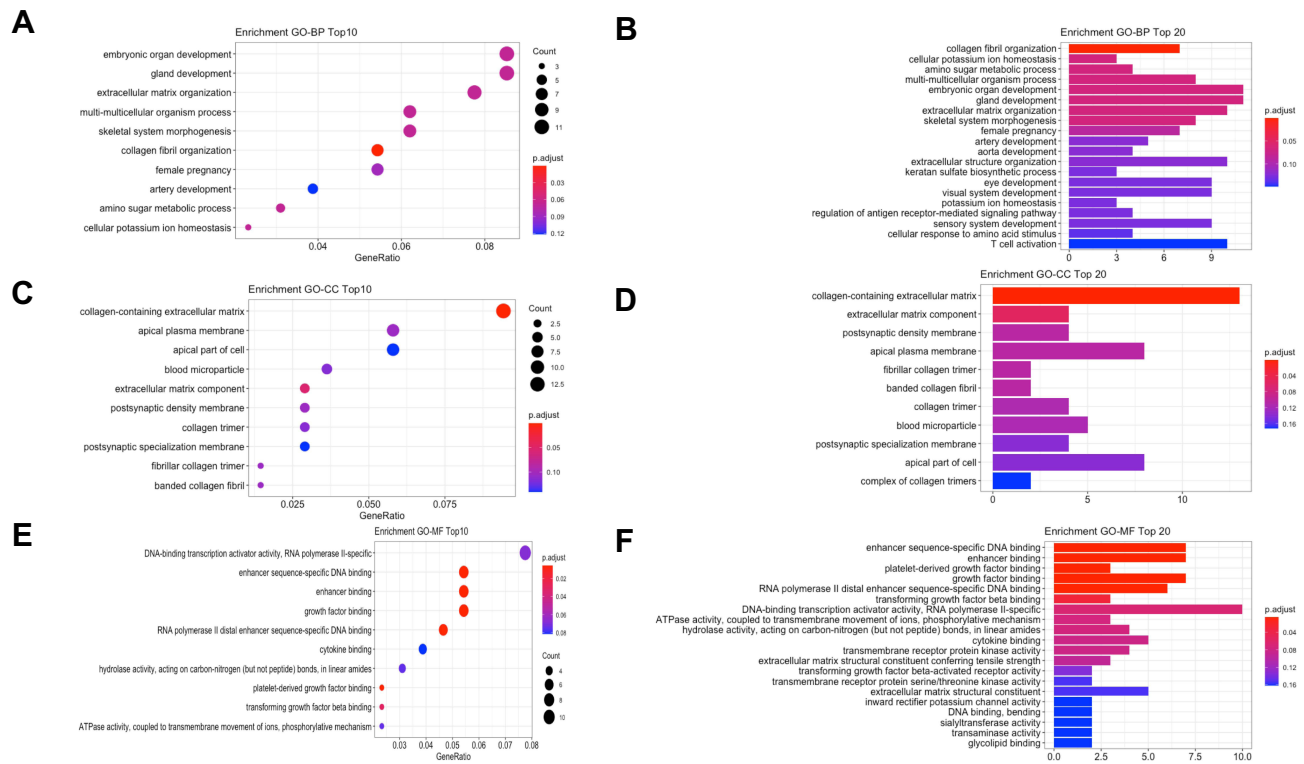 A
Enrichment GO-BP Top10
embryonic organ development
gland development
extracellular matrix organization
multi-multicellular organism process
skeletal system morphogenesis
collagen fibril organization
female pregnancy
artery development
amino sugar metabolic process
cellular potassium ion homeostasis
0.04 0.06 0.08
GeneRatio
Count
3
5
7
9
11
p.adjust
0.03
0.06
0.09
0.12
B
Enrichment GO-BP Top 20
collagen fibril organization
cellular potassium ion homeostasis
amino sugar metabolic process
multi-multicellular organism process
embryonic organ development
gland development
extracellular matrix organization
skeletal system morphogenesis
female pregnancy
artery development
aorta development
extracellular structure organization
keratan sulfate biosynthetic process
eye development
visual system development
potassium ion homeostasis
regulation of antigen receptor-mediated signaling pathway
sensory system development
cellular response to amino acid stimulus
T cell activation
0 3 6 9
p.adjust
0.05
0.10
C
Enrichment GO-CC Top10
collagen-containing extracellular matrix
apical plasma membrane
apical part of cell
blood microparticle
extracellular matrix component
postsynaptic density membrane
collagen trimer
postsynaptic specialization membrane
fibrillar collagen trimer
banded collagen fibril
0.025 0.050 0.075
GeneRatio
Count
2.5
5.0
7.5
10.0
12.5
p.adjust
0.05
0.10
D
Enrichment GO-CC Top 20
collagen-containing extracellular matrix
extracellular matrix component
postsynaptic density membrane
apical plasma membrane
fibrillar collagen trimer
banded collagen fibril
collagen trimer
blood microparticle
postsynaptic specialization membrane
apical part of cell
complex of collagen trimers
0 5 10
p.adjust
0.04
0.08
0.12
0.16
E
Enrichment GO-MF Top10
DNA-binding transcription activator activity, RNA polymerase II-specific
enhancer sequence-specific DNA binding
enhancer binding
growth factor binding
RNA polymerase II distal enhancer sequence-specific DNA binding
cytokine binding
hydrolase activity, acting on carbon-nitrogen (but not peptide) bonds, in linear amides
platelet-derived growth factor binding
transforming growth factor beta binding
ATPase activity, coupled to transmembrane movement of ions, phosphorylative mechanism
0.03 0.04 0.05 0.06 0.07 0.08
GeneRatio
p.adjust
0.02
0.04
0.06
0.08
Count
4
6
8
10
F
Enrichment GO-MF Top 20
enhancer sequence-specific DNA binding
enhancer binding
platelet-derived growth factor binding
growth factor binding
RNA polymerase II distal enhancer sequence-specific DNA binding
transforming growth factor beta binding
DNA-binding transcription activator activity, RNA polymerase II-specific
ATPase activity, coupled to transmembrane movement of ions, phosphorylative mechanism
hydrolase activity, acting on carbon-nitrogen (but not peptide) bonds, in linear amides
cytokine binding
transmembrane receptor protein kinase activity
extracellular matrix structural constituent conferring tensile strength
transforming growth factor beta-activated receptor activity
transmembrane receptor protein serine/threonine kinase activity
extracellular matrix structural constituent
inward rectifier potassium channel activity
DNA binding, bending
sialyltransferase activity
transaminase activity
glycolipid binding
0.0 2.5 5.0 7.5 10.0
p.adjust
0.04
0.08
0.12
0.16